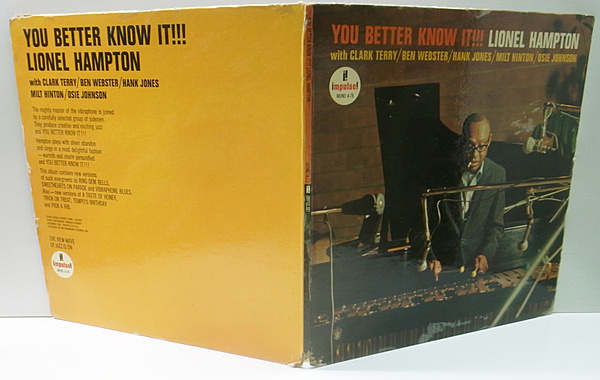 YOU BETTER KNOW IT!!!
LIONEL HAMPTON
with CLARK TERRY/BEN WEBSTER/HANK JONES
MILT HINTON/OSIE JOHNSON
The mighty master of the vibraphone is joined
by a carefully selected group of sidemen.
They produce creative and exciting jazz
and YOU BETTER KNOW IT!!!
Hampton plays with sheer abandon
and sings in a most delightful fashion
—warmth and charm personified
and YOU BETTER KNOW IT!!!
This album contains new versions
of such evergreens as RING DEM BELLS,
SWEETHEARTS ON PARADE and VIBRAPHONE BLUES.
Also—new versions of A TASTE OF HONEY,
TRICK OR TREAT, TEMPO'S BIRTHDAY
and PICK A RIB.
THE NEW WAVE
OF JAZZ IS ON
impulse!
YOU BETTER KNOW IT!!! LIONEL HAMPTON
with CLARK TERRY/BEN WEBSTER/HANK JONES/MILT HINTON/OSIE JOHNSON
impulse!
MONO A-78